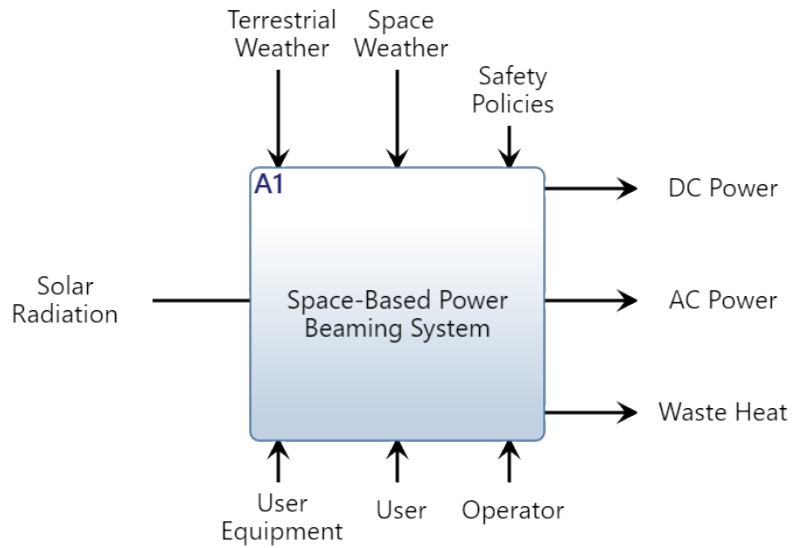 Terrestrial
Weather
Space
Weather
Safety
Policies
A1
DC Power
Solar
Radiation
Space-Based Power
Beaming System
AC Power
Waste Heat
User
Equipment
User
Operator